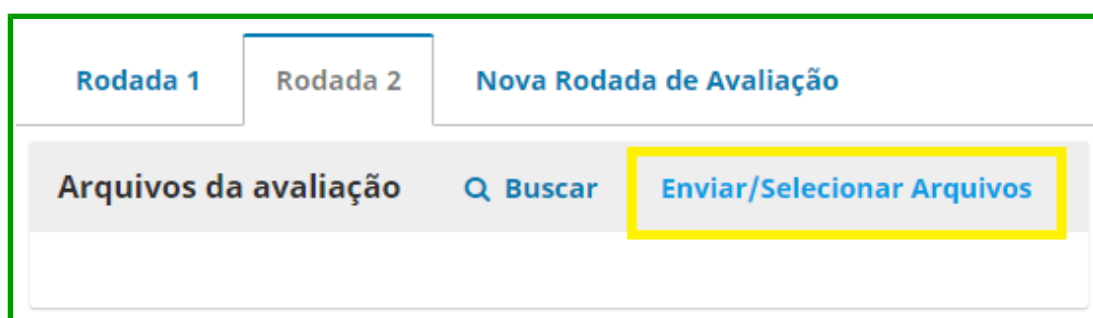 Rodada 1 Rodada 2 Nova Rodada de Avaliação
Arquivos da avaliação Buscar Enviar/Selecionar Arquivos